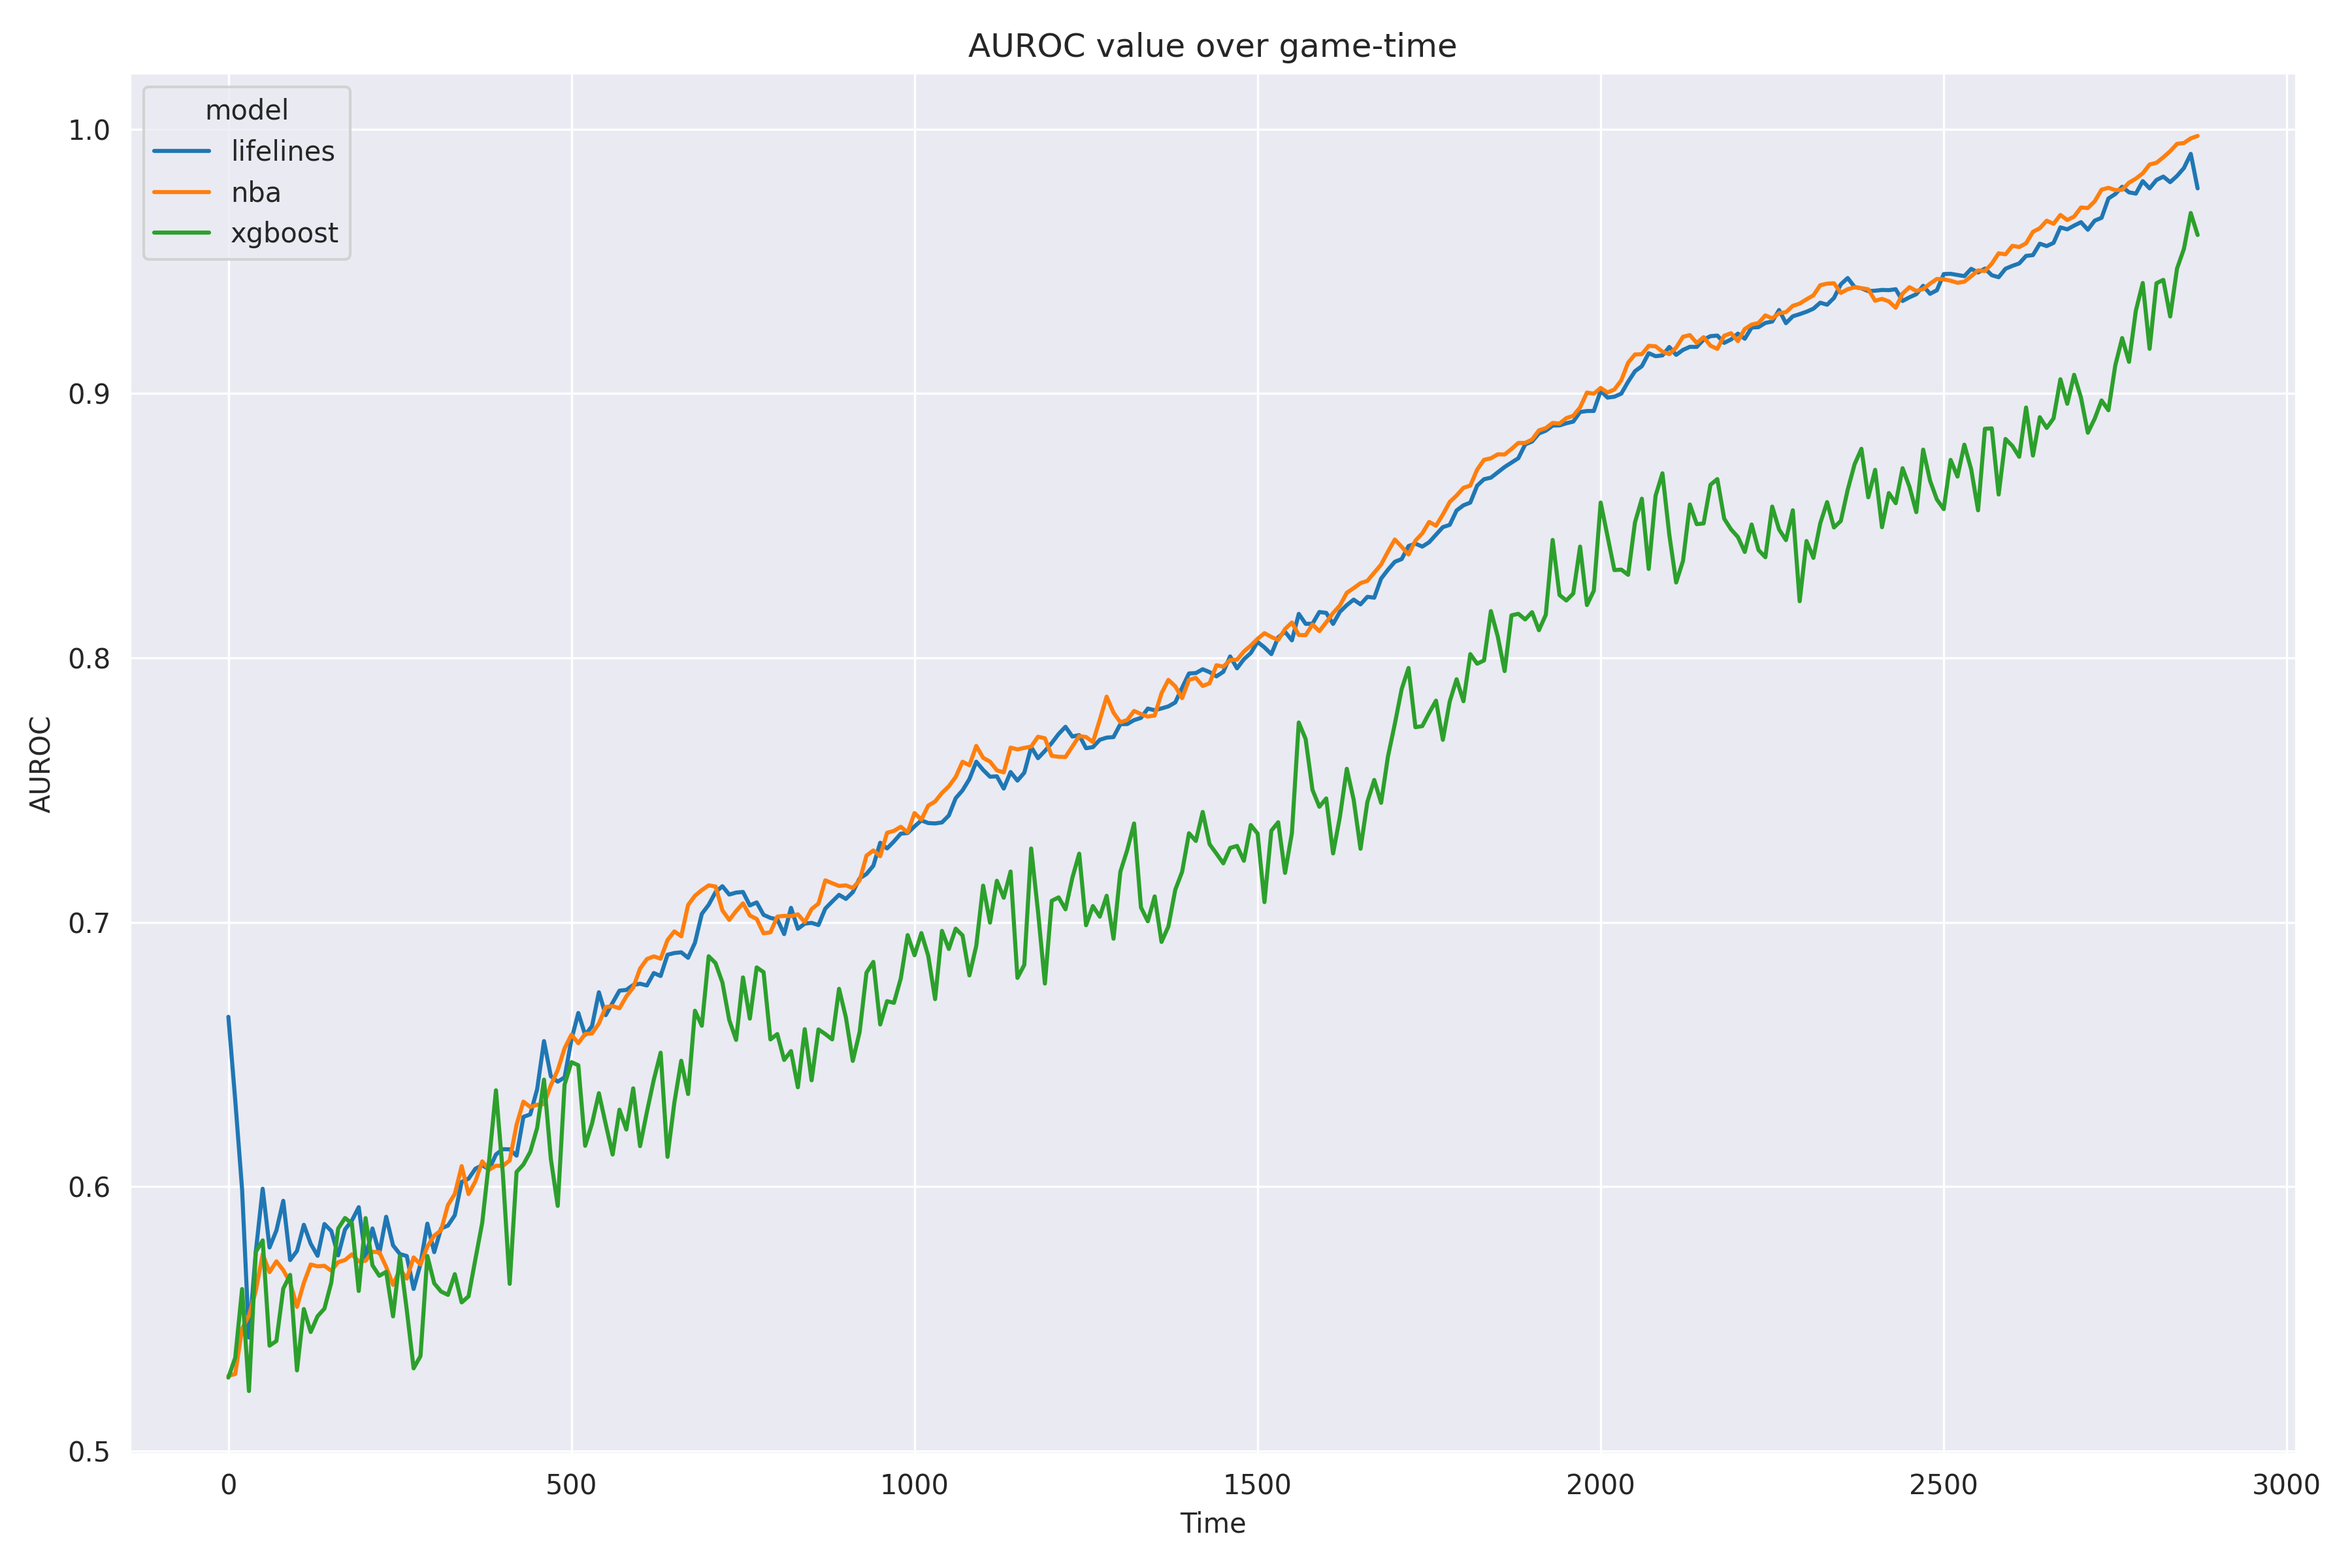 AUROC value over game-time
model
lifelines
nba
xgboost
1.0
0.9
0.8
0.7
0.6
0.5
AUROC
0 500 1000 1500 2000 2500 3000
Time